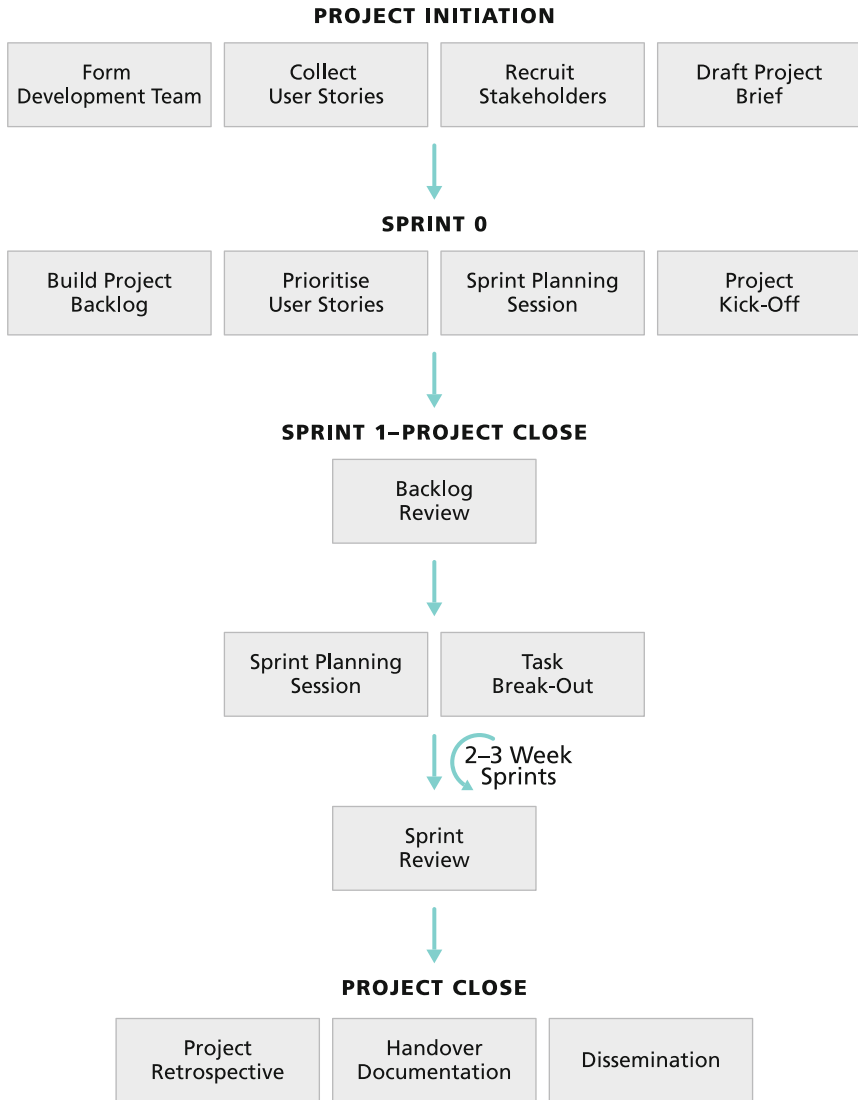 PROJECT INITIATION
Form
Development Team
Collect
User Stories
Recruit
Stakeholders
Draft Project
Brief
SPRINT 0
Build Project
Backlog
Prioritise
User Stories
Sprint Planning
Session
Project
Kick-Off
SPRINT 1–PROJECT CLOSE
Backlog
Review
Sprint Planning
Session
Task
Break-Out
2–3 Week
Sprints
Sprint
Review
PROJECT CLOSE
Project
Retrospective
Handover
Documentation
Dissemination